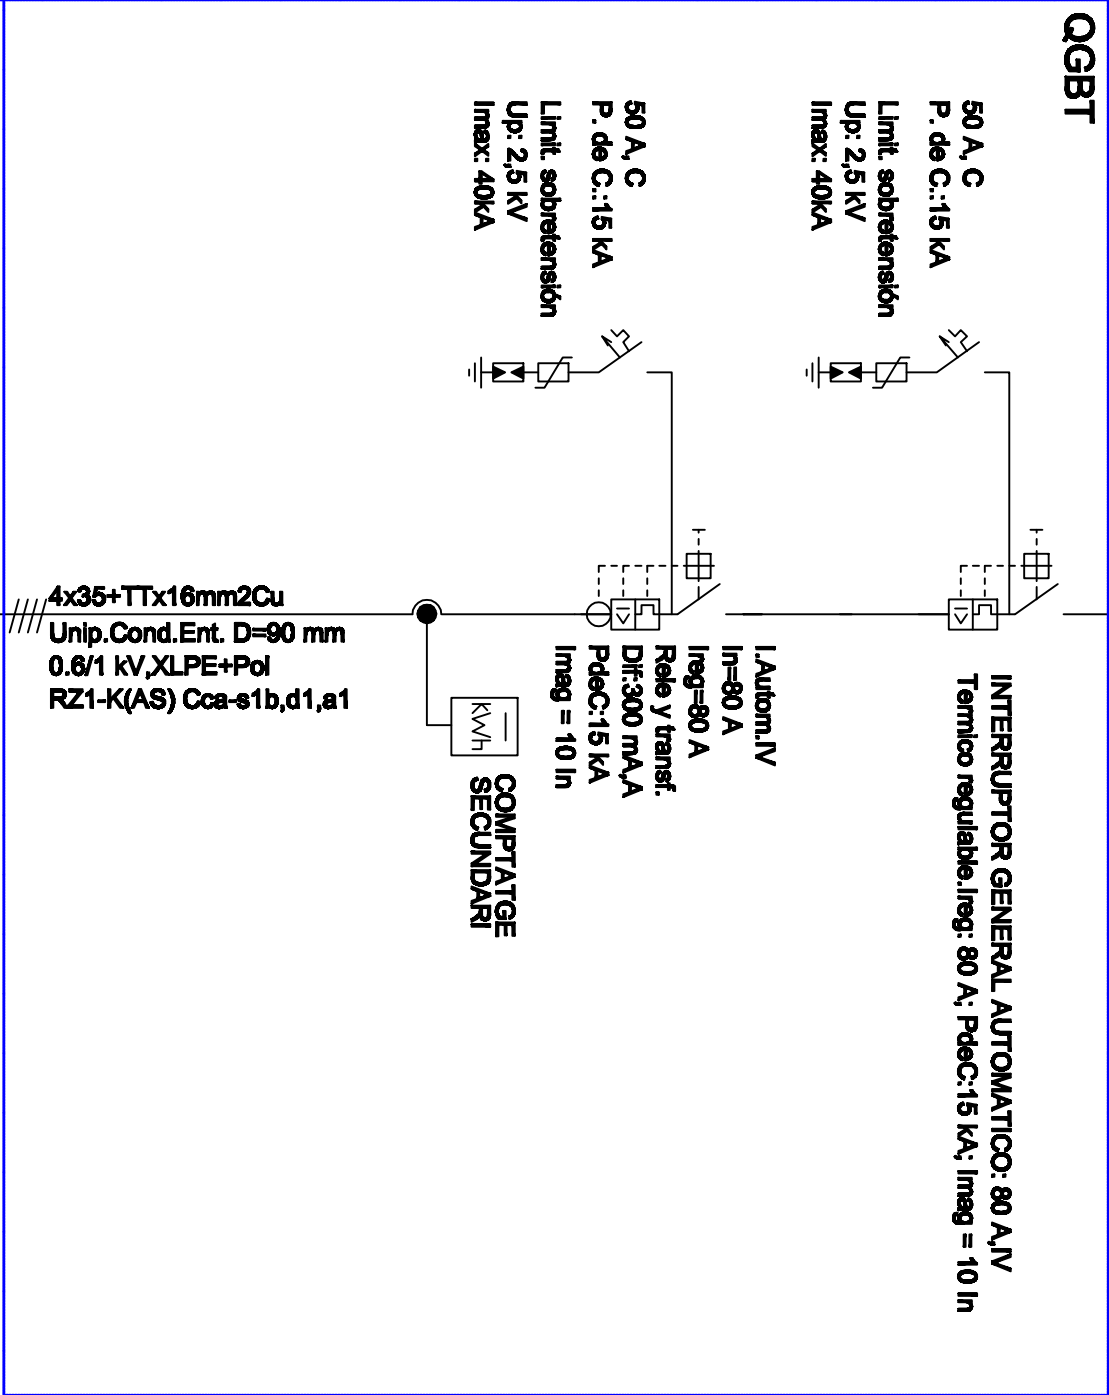 QGBT
50 A, C
P. de C.:15 kA
Limit. sobretensión
Up: 2,5 kV
Imax: 40kA
INTERRUPTOR GENERAL AUTOMATICO: 80 A,IV
Termico regulable.Ireg: 80 A; PdeC:15 kA; Imag = 10 In
50 A, C
P. de C.:15 kA
Limit. sobretensión
Up: 2,5 kV
Imax: 40kA
I.Autom.IV
In=80 A
Ireg=80 A
Rele y transf.
Dif:300 mA,A
PdeC:15 kA
Imag = 10 In
kWh
COMPTATGE
SECUNDARI
4x35+TTx16mm2Cu
Unip.Cond.Ent. D=90 mm
0.6/1 kV,XLPE+Pol
RZ1-K(AS) Cca-s1b,d1,a1